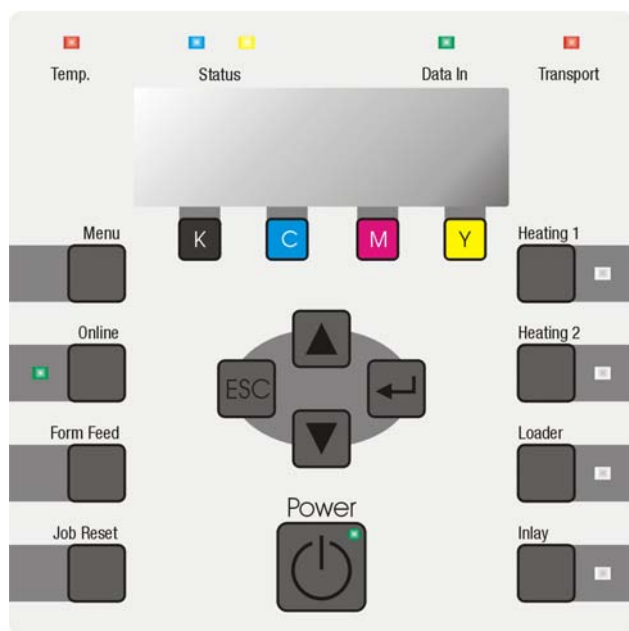 Temp.
Status
Data In
Transport
K
C
M
Y
Menu
Heating 1
Online
Heating 2
ESC
Form Feed
Loader
Power
Job Reset
Inlay